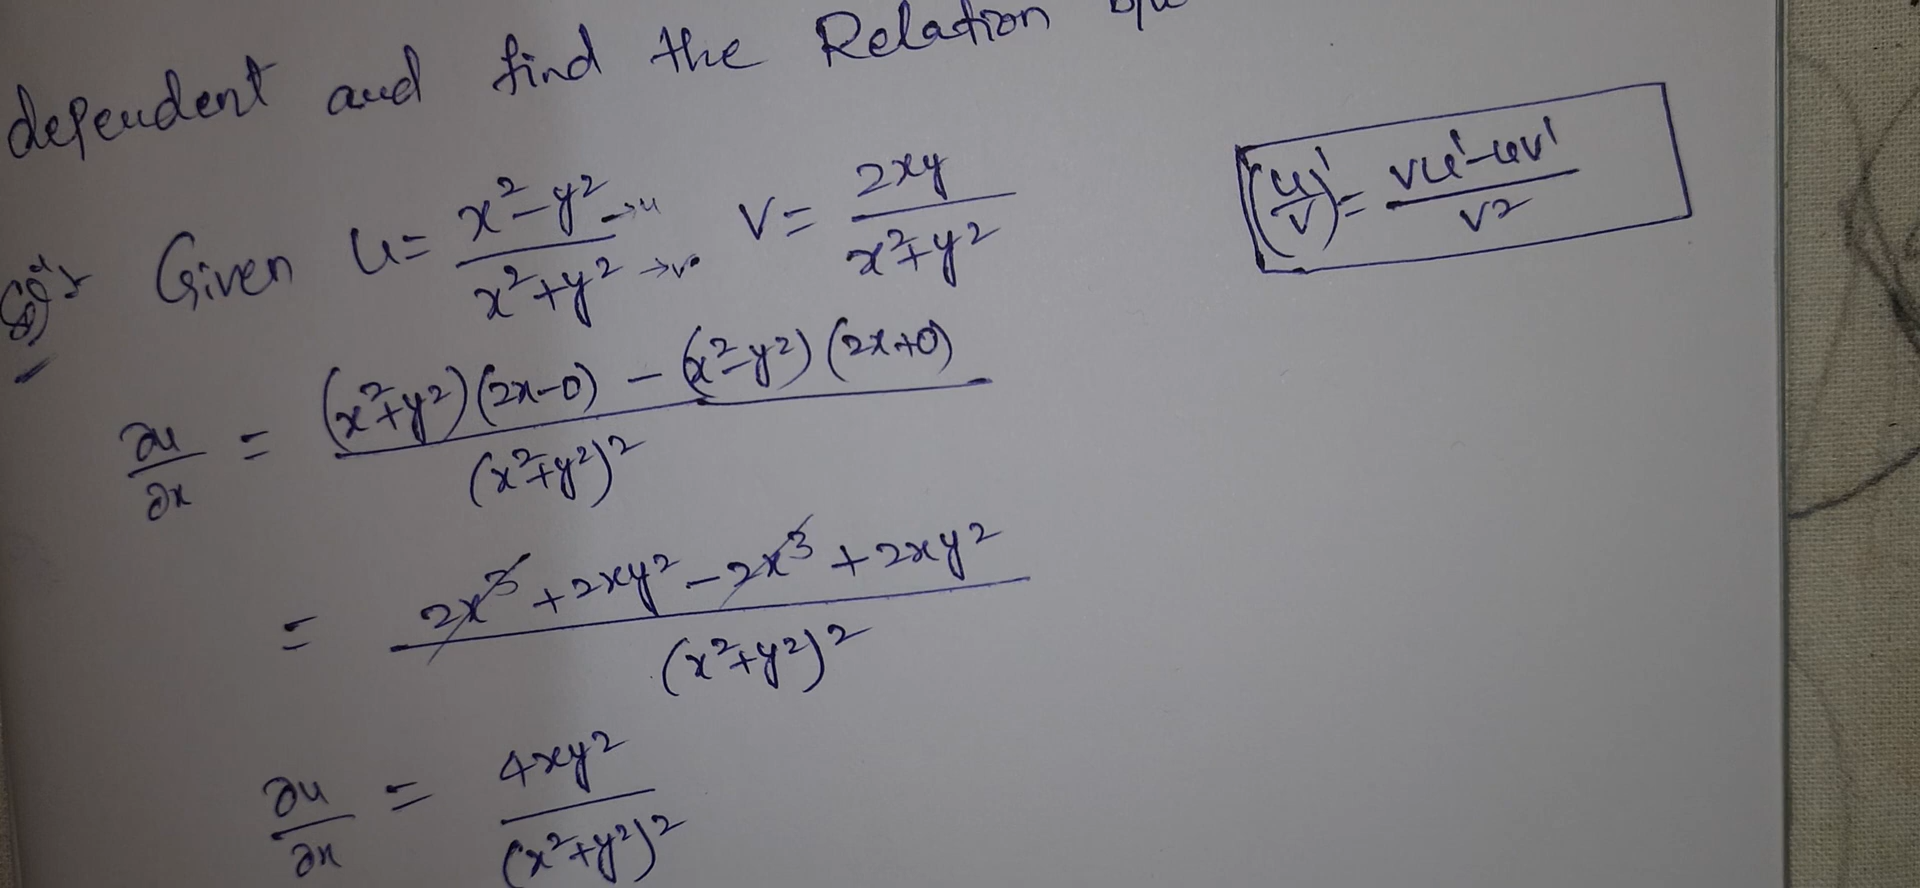 dependent and find the Relation b/w
Given u = x²-y² →u / x²+y² →v V = 2xy / x²+y²
(u/v)' = vu'-uv' / v²
∂u/∂x = (x²+y²)(2x-0) - (x²-y²)(2x+0) / (x²+y²)²
= 2x³ + 2xy² - 2x³ + 2xy² / (x²+y²)²
∂u/∂x = 4xy² / (x²+y²)²